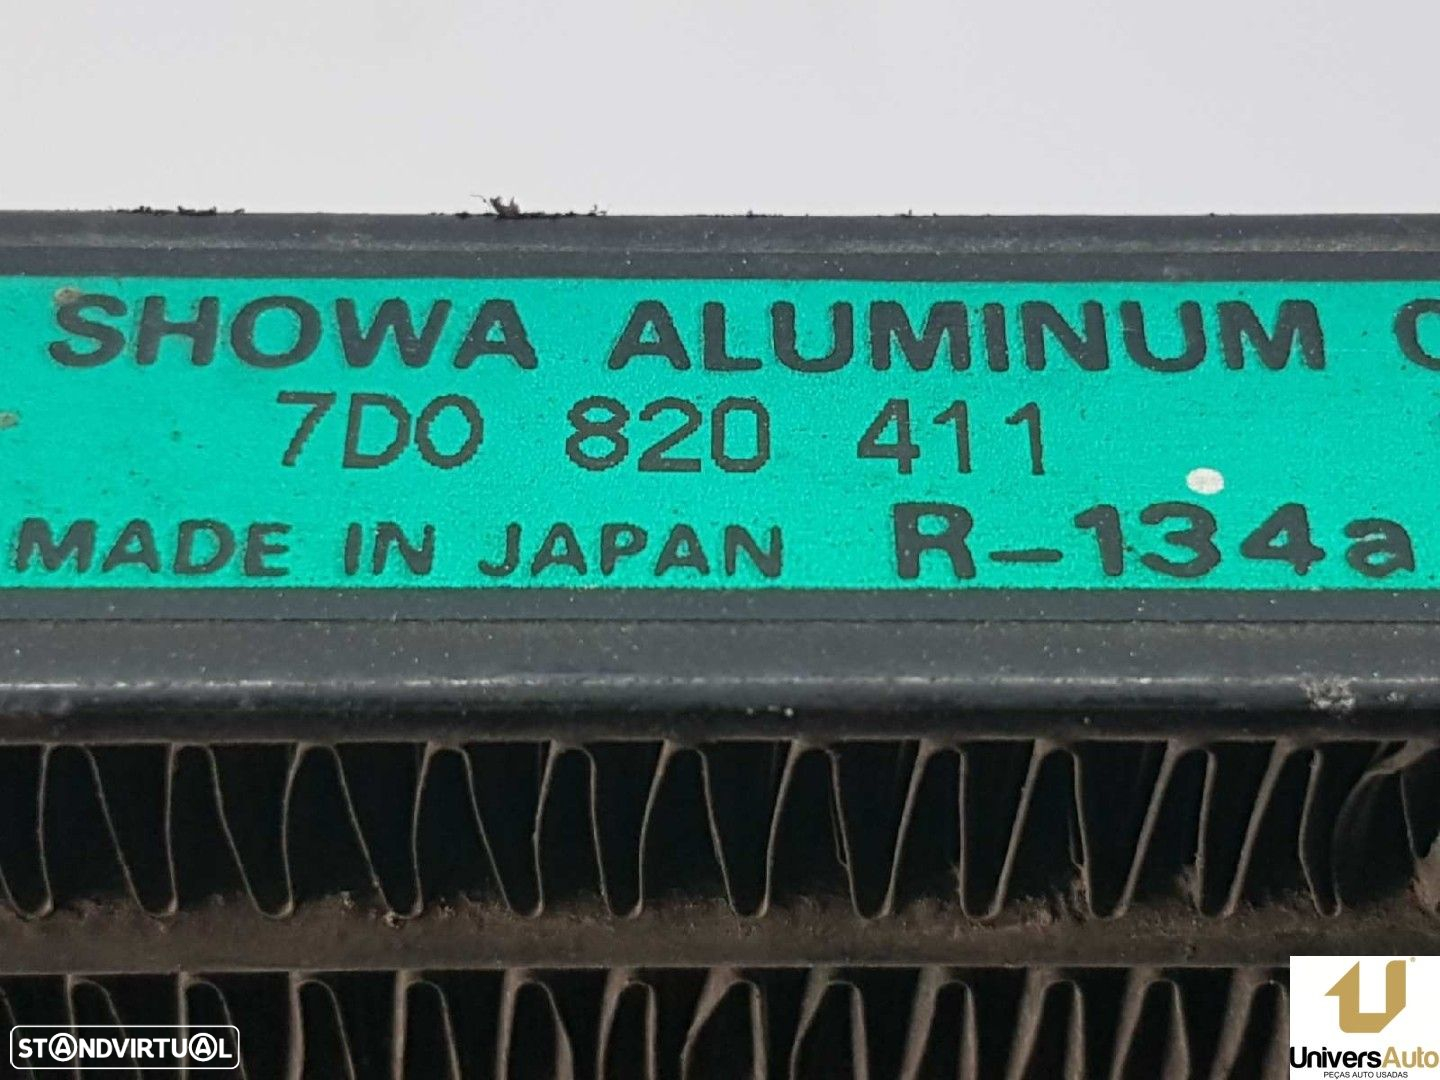 SHOWA ALUMINUM C
7D0 820 411
MADE IN JAPAN R-134a
STANDVIRTUAL
UniversAuto
PEÇAS AUTO USADAS